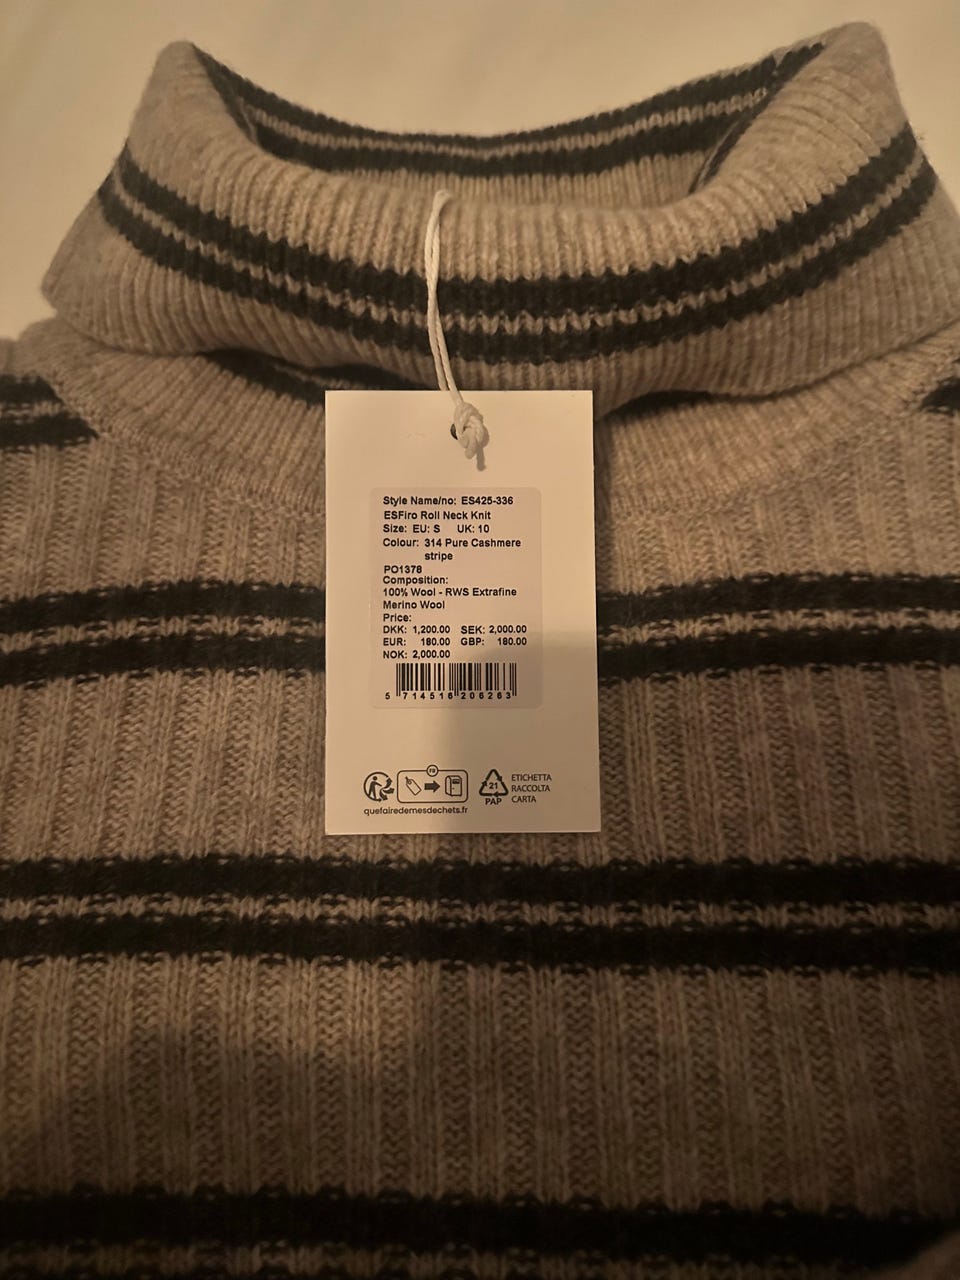 Style Name/no: ES425-336
ESFiro Roll Neck Knit
Size: EU: S UK: 10
Colour: 314 Pure Cashmere
stripe
PO1378
Composition:
100% Wool - RWS Extrafine
Merino Wool
Price:
DKK: 1,200.00 SEK: 2,000.00
EUR: 180.00 GBP: 180.00
NOK: 2,000.00
5 714516 206263
FR
quefairedemesdechets.fr
21
PAP
ETICHETTA
RACCOLTA
CARTA